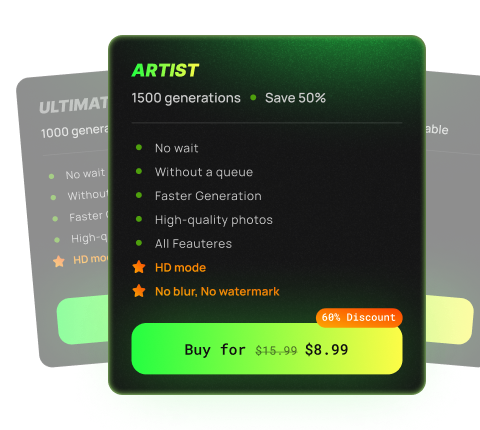 ARTIST
1500 generations • Save 50%
No wait
Without a queue
Faster Generation
High-quality photos
All Feauteres
HD mode
No blur, No watermark
60% Discount
Buy for $15.99 $8.99
ULTIMAT
1000 genera
No wait
Without
Faster G
High-q
HD mo
able